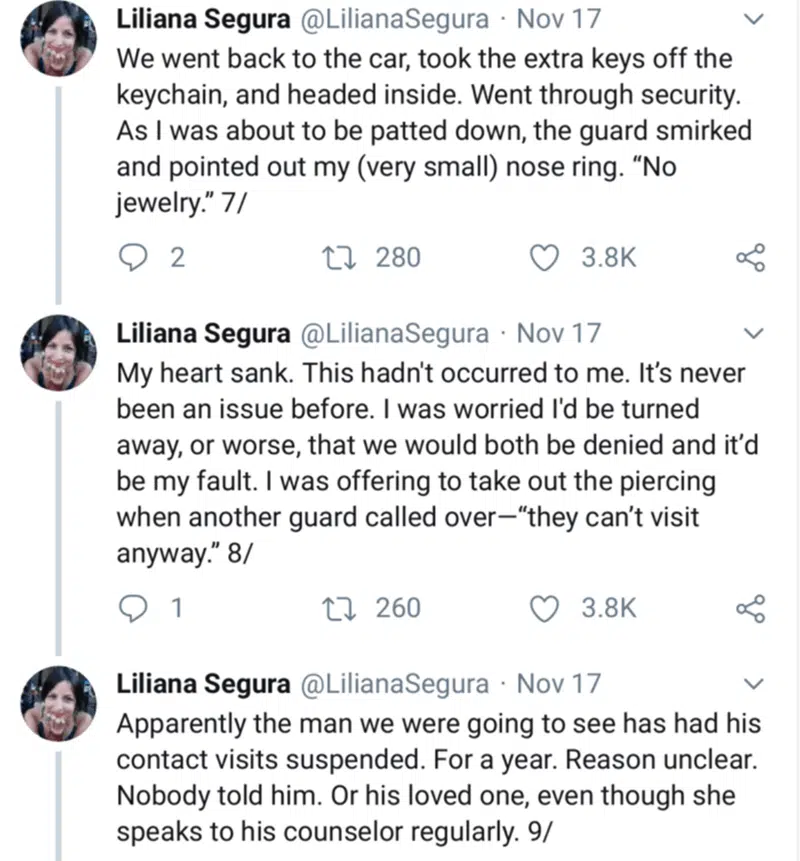 Liliana Segura @LilianaSegura · Nov 17
We went back to the car, took the extra keys off the
keychain, and headed inside. Went through security.
As I was about to be patted down, the guard smirked
and pointed out my (very small) nose ring. “No
jewelry.” 7/
2 280 3.8K
Liliana Segura @LilianaSegura · Nov 17
My heart sank. This hadn't occurred to me. It’s never
been an issue before. I was worried I'd be turned
away, or worse, that we would both be denied and it’d
be my fault. I was offering to take out the piercing
when another guard called over—“they can’t visit
anyway.” 8/
1 260 3.8K
Liliana Segura @LilianaSegura · Nov 17
Apparently the man we were going to see has had his
contact visits suspended. For a year. Reason unclear.
Nobody told him. Or his loved one, even though she
speaks to his counselor regularly. 9/